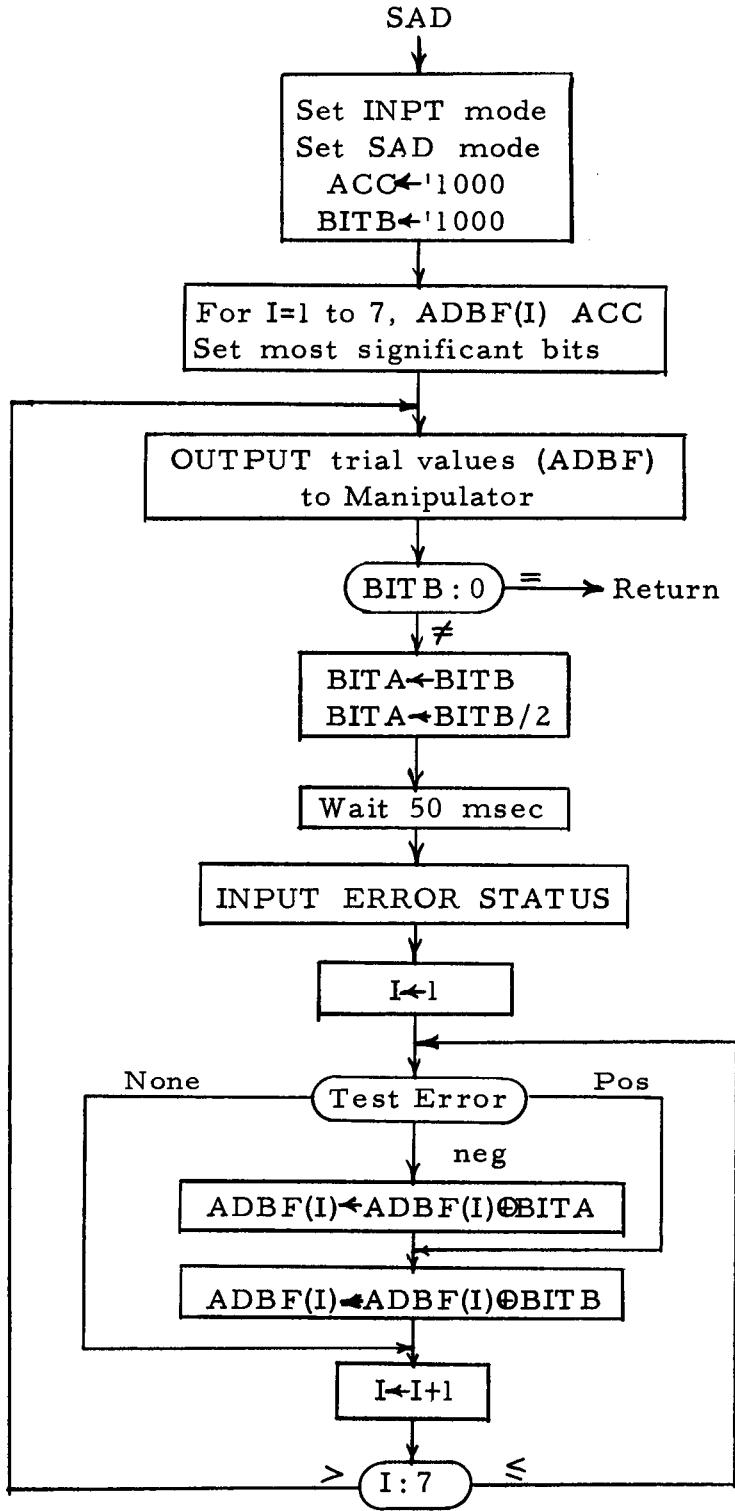 SAD
Set INPT mode
Set SAD mode
ACC←'1000
BITB←'1000
For I=1 to 7, ADBF(I) ACC
Set most significant bits
OUTPUT trial values (ADBF)
to Manipulator
BITB:0
=
Return
≠
BITA←BITB
BITA←BITB/2
Wait 50 msec
INPUT ERROR STATUS
I←1
None
Test Error
Pos
neg
ADBF(I)←ADBF(I)⊕BITA
ADBF(I)←ADBF(I)⊕BITB
I←I+1
>
I:7
≤